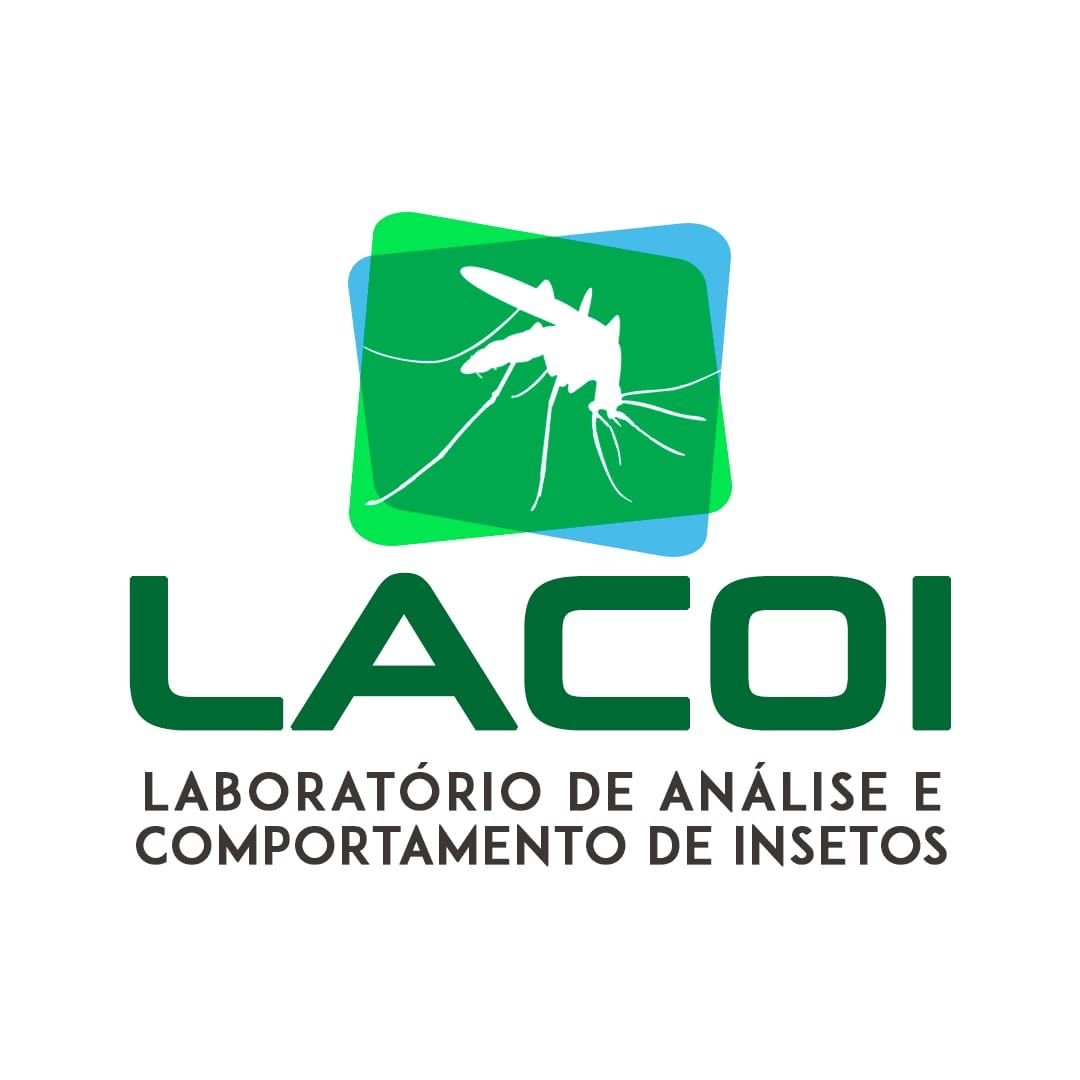 LACOI
LABORATÓRIO DE ANÁLISE E
COMPORTAMENTO DE INSETOS